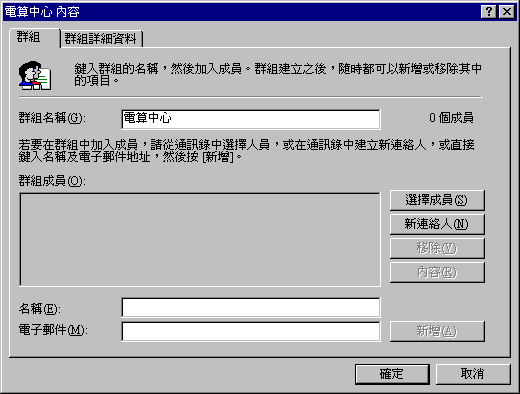 電算中心 內容
群組
群組詳細資料
鍵入群組的名稱，然後加入成員。群組建立之後，隨時都可以新增或移除其中
的項目。
群組名稱(G):
電算中心
0 個成員
若要在群組中加入成員，請從通訊錄中選擇人員，或在通訊錄中建立新連絡人，或直接
鍵入名稱及電子郵件地址，然後按 [新增]。
群組成員(O):
選擇成員(S)
新連絡人(N)
移除(V)
內容(R)
名稱(E):
電子郵件(M):
新增(A)
確定
取消